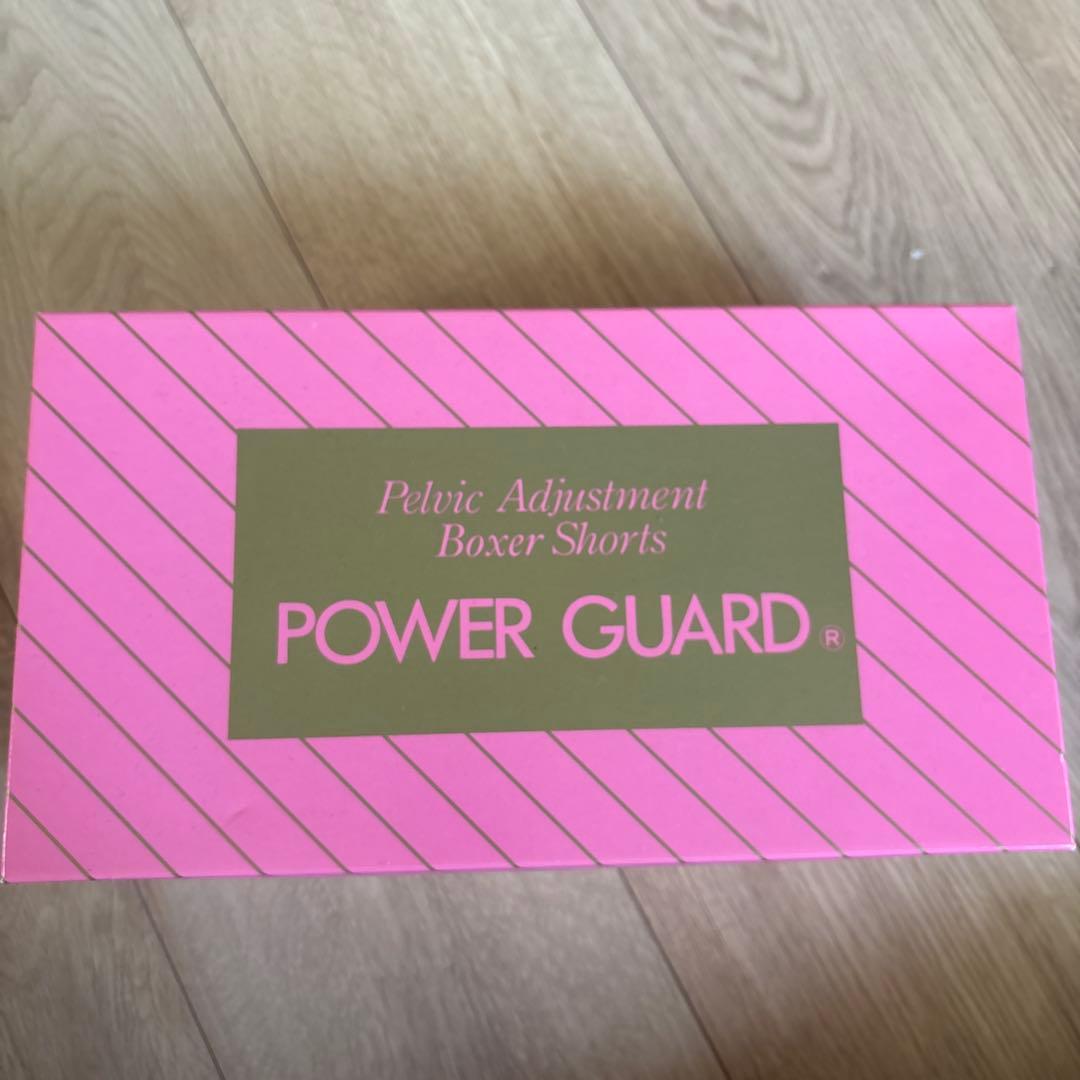 Pelvic Adjustment
Boxer Shorts
POWER GUARD®